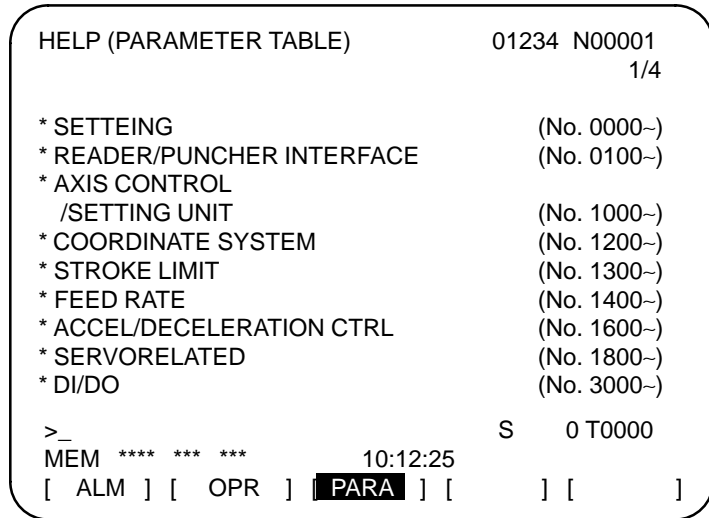 HELP (PARAMETER TABLE) 01234 N00001
1/4
* SETTEING (No. 0000~)
* READER/PUNCHER INTERFACE (No. 0100~)
* AXIS CONTROL
/SETTING UNIT (No. 1000~)
* COORDINATE SYSTEM (No. 1200~)
* STROKE LIMIT (No. 1300~)
* FEED RATE (No. 1400~)
* ACCEL/DECELERATION CTRL (No. 1600~)
* SERVORELATED (No. 1800~)
* DI/DO (No. 3000~)
>_ S 0 T0000
MEM **** *** *** 10:12:25
[ ALM ] [ OPR ] [ PARA ] [ ] [ ]